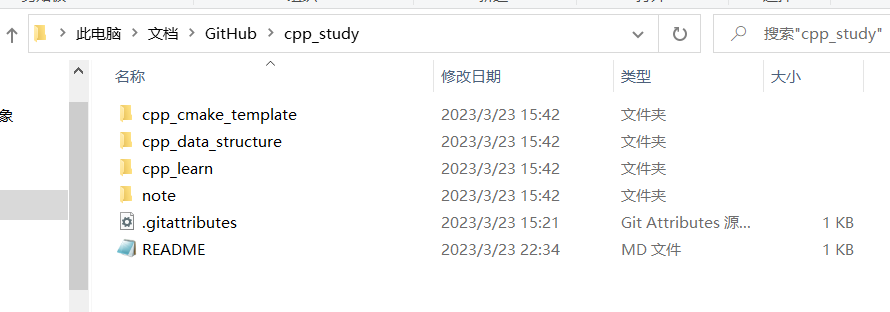 此电脑 > 文档 > GitHub > cpp_study
搜索"cpp_study"
名称 修改日期 类型 大小
象
cpp_cmake_template 2023/3/23 15:42 文件夹
cpp_data_structure 2023/3/23 15:42 文件夹
cpp_learn 2023/3/23 15:42 文件夹
note 2023/3/23 15:42 文件夹
.gitattributes 2023/3/23 15:21 Git Attributes 源... 1 KB
README 2023/3/23 22:34 MD 文件 1 KB